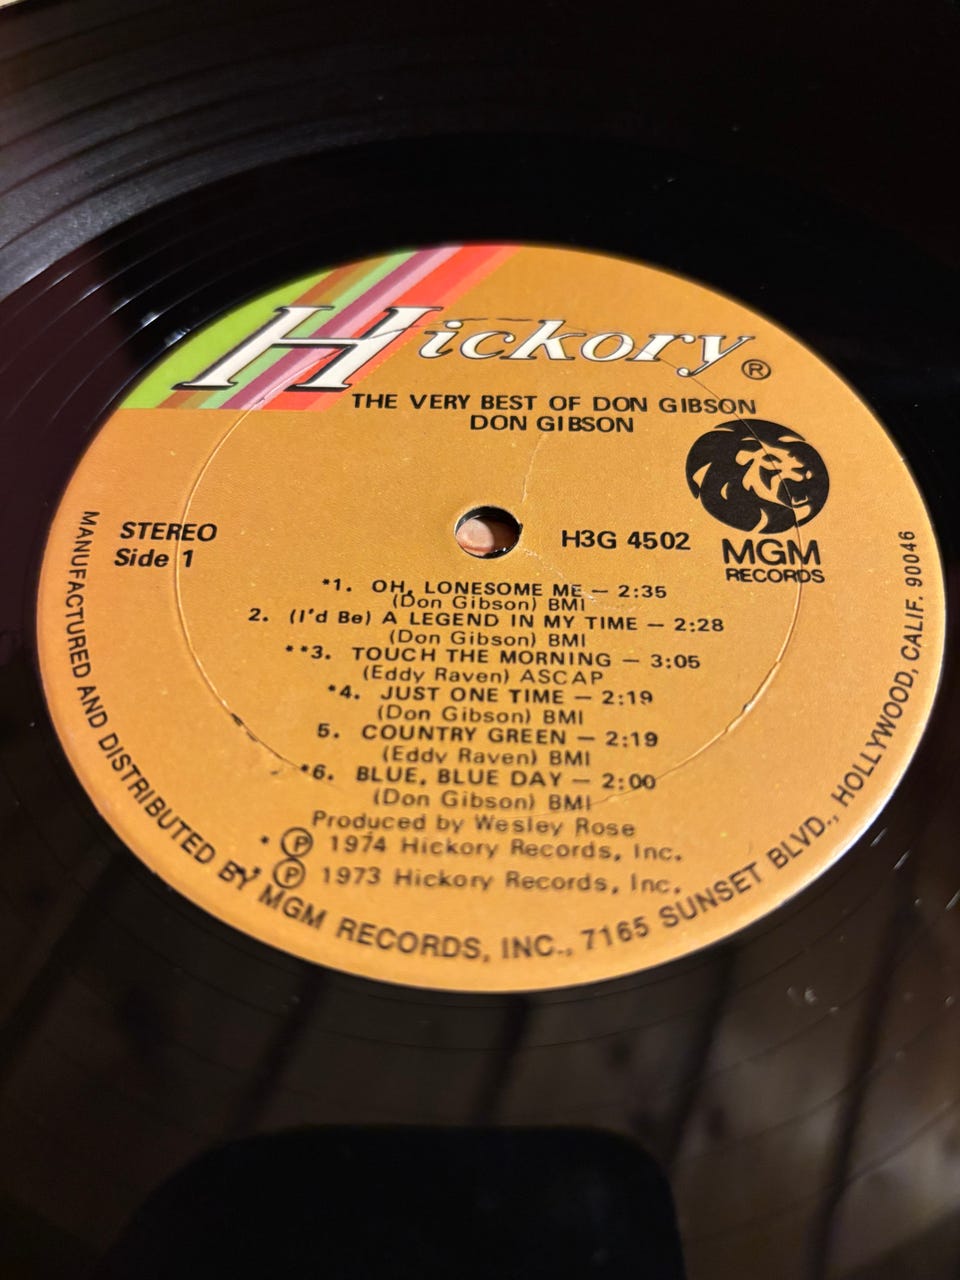 Hickory ®
THE VERY BEST OF DON GIBSON
DON GIBSON
STEREO
Side 1
H3G 4502
MGM
RECORDS
*1. OH, LONESOME ME — 2:35
(Don Gibson) BMI
2. (I'd Be) A LEGEND IN MY TIME — 2:28
(Don Gibson) BMI
**3. TOUCH THE MORNING — 3:05
(Eddy Raven) ASCAP
*4. JUST ONE TIME — 2:19
(Don Gibson) BMI
5. COUNTRY GREEN — 2:19
(Eddy Raven) BMI
*6. BLUE, BLUE DAY — 2:00
(Don Gibson) BMI
Produced by Wesley Rose
* ℗ 1974 Hickory Records, Inc.
** ℗ 1973 Hickory Records, Inc.
MANUFACTURED AND DISTRIBUTED BY MGM RECORDS, INC., 7165 SUNSET BLVD., HOLLYWOOD, CALIF. 90046